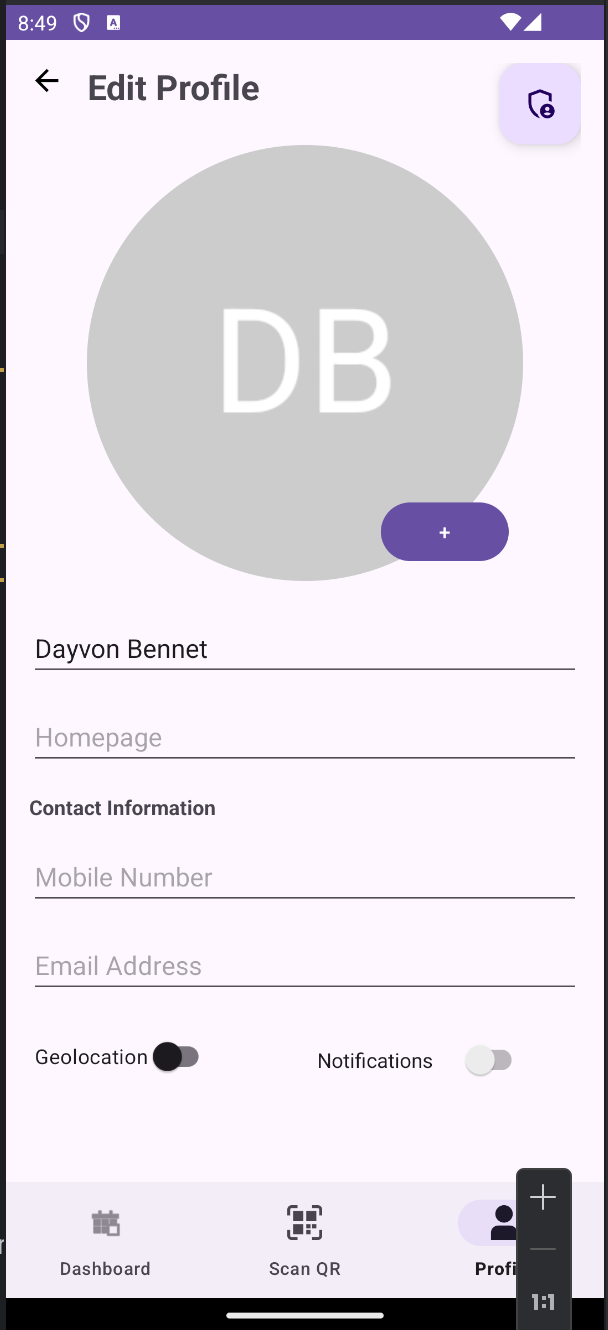 8:49 A
Edit Profile
DB
+
Dayvon Bennet
Homepage
Contact Information
Mobile Number
Email Address
Geolocation Notifications
Dashboard Scan QR Profi
1:1